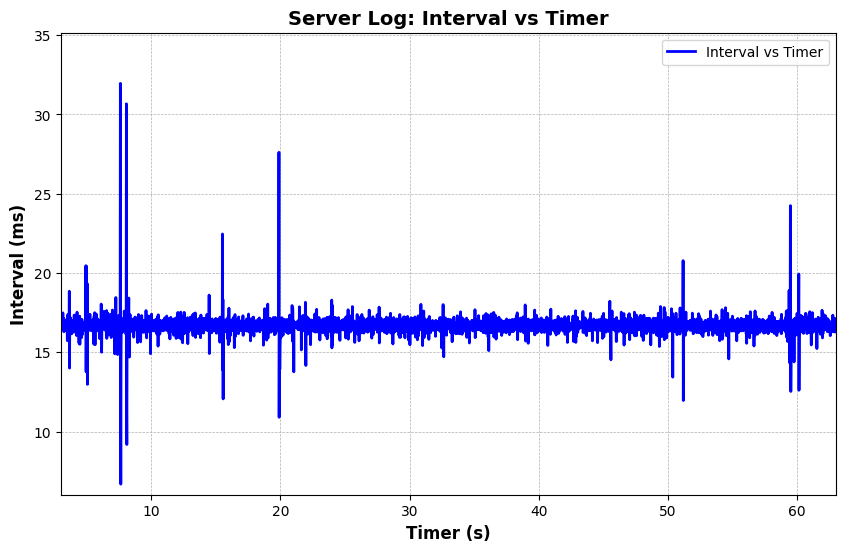 Server Log: Interval vs Timer
Interval vs Timer
Interval (ms)
35
30
25
20
15
10
10 20 30 40 50 60
Timer (s)